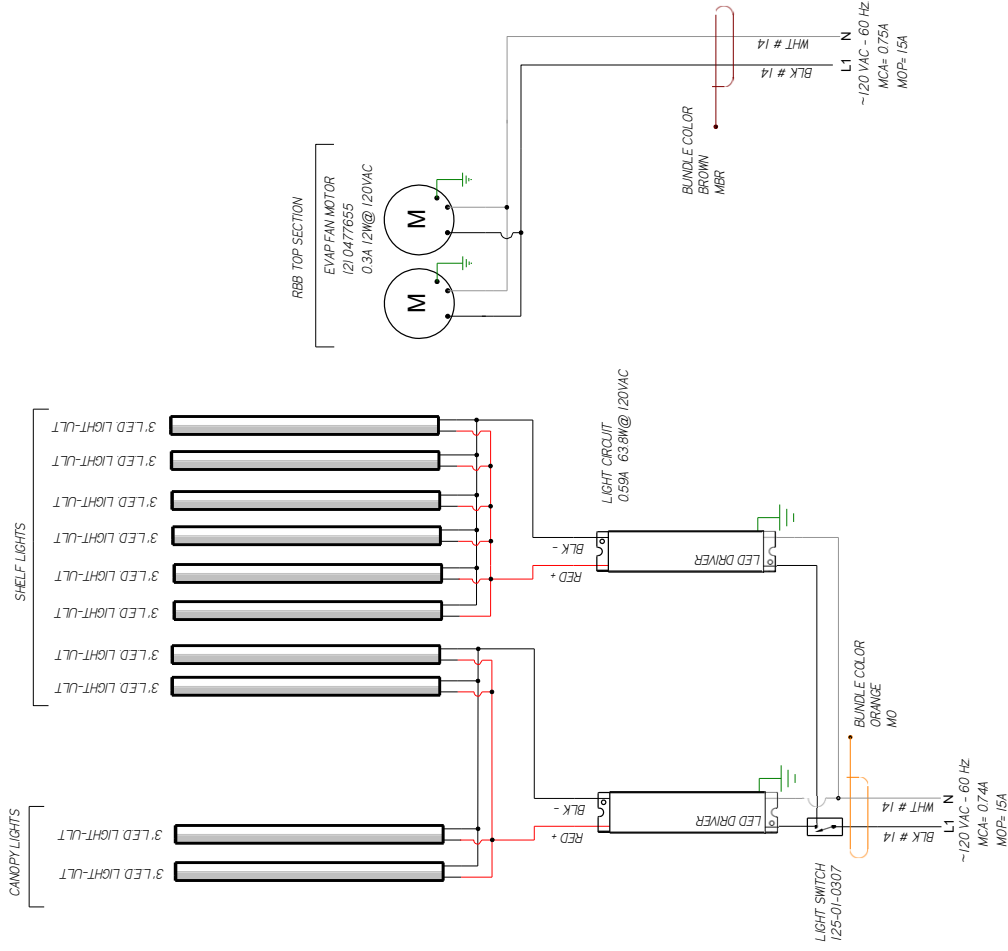 RBB TOP SECTION
EVAP FAN MOTOR
1210477655
0.3A 12W@ 120VAC
M
M
WHT # 14
BLK # 14
N
L1
~120 VAC - 60 Hz
MCA= 0.75A
MOP= 15A
BUNDLE COLOR
BROWN
MBR
SHELF LIGHTS
3' LED LIGHT-ULT
3' LED LIGHT-ULT
3' LED LIGHT-ULT
3' LED LIGHT-ULT
3' LED LIGHT-ULT
3' LED LIGHT-ULT
3' LED LIGHT-ULT
3' LED LIGHT-ULT
CANOPY LIGHTS
3' LED LIGHT-ULT
3' LED LIGHT-ULT
LIGHT CIRCUIT
0.59A 63.8W@ 120VAC
BLK -
RED +
LED DRIVER
BLK -
RED +
LED DRIVER
BUNDLE COLOR
ORANGE
MO
LIGHT SWITCH
125-01-0307
WHT # 14
BLK # 14
N
L1
~120 VAC - 60 Hz
MCA= 0.74A
MOP= 15A